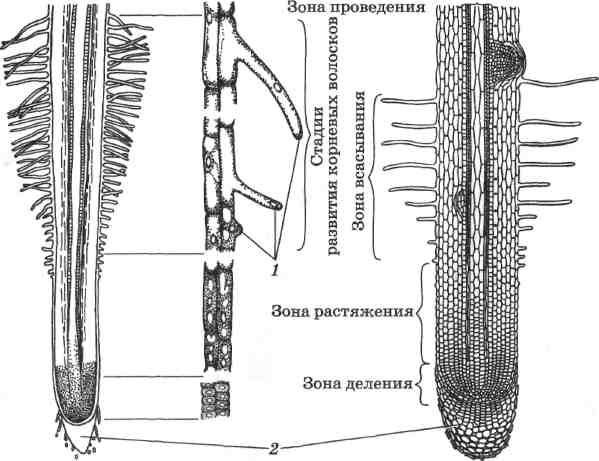 Зона проведения
Стадии
развития корневых волосков
Зона всасывания
1
Зона растяжения
Зона деления
2